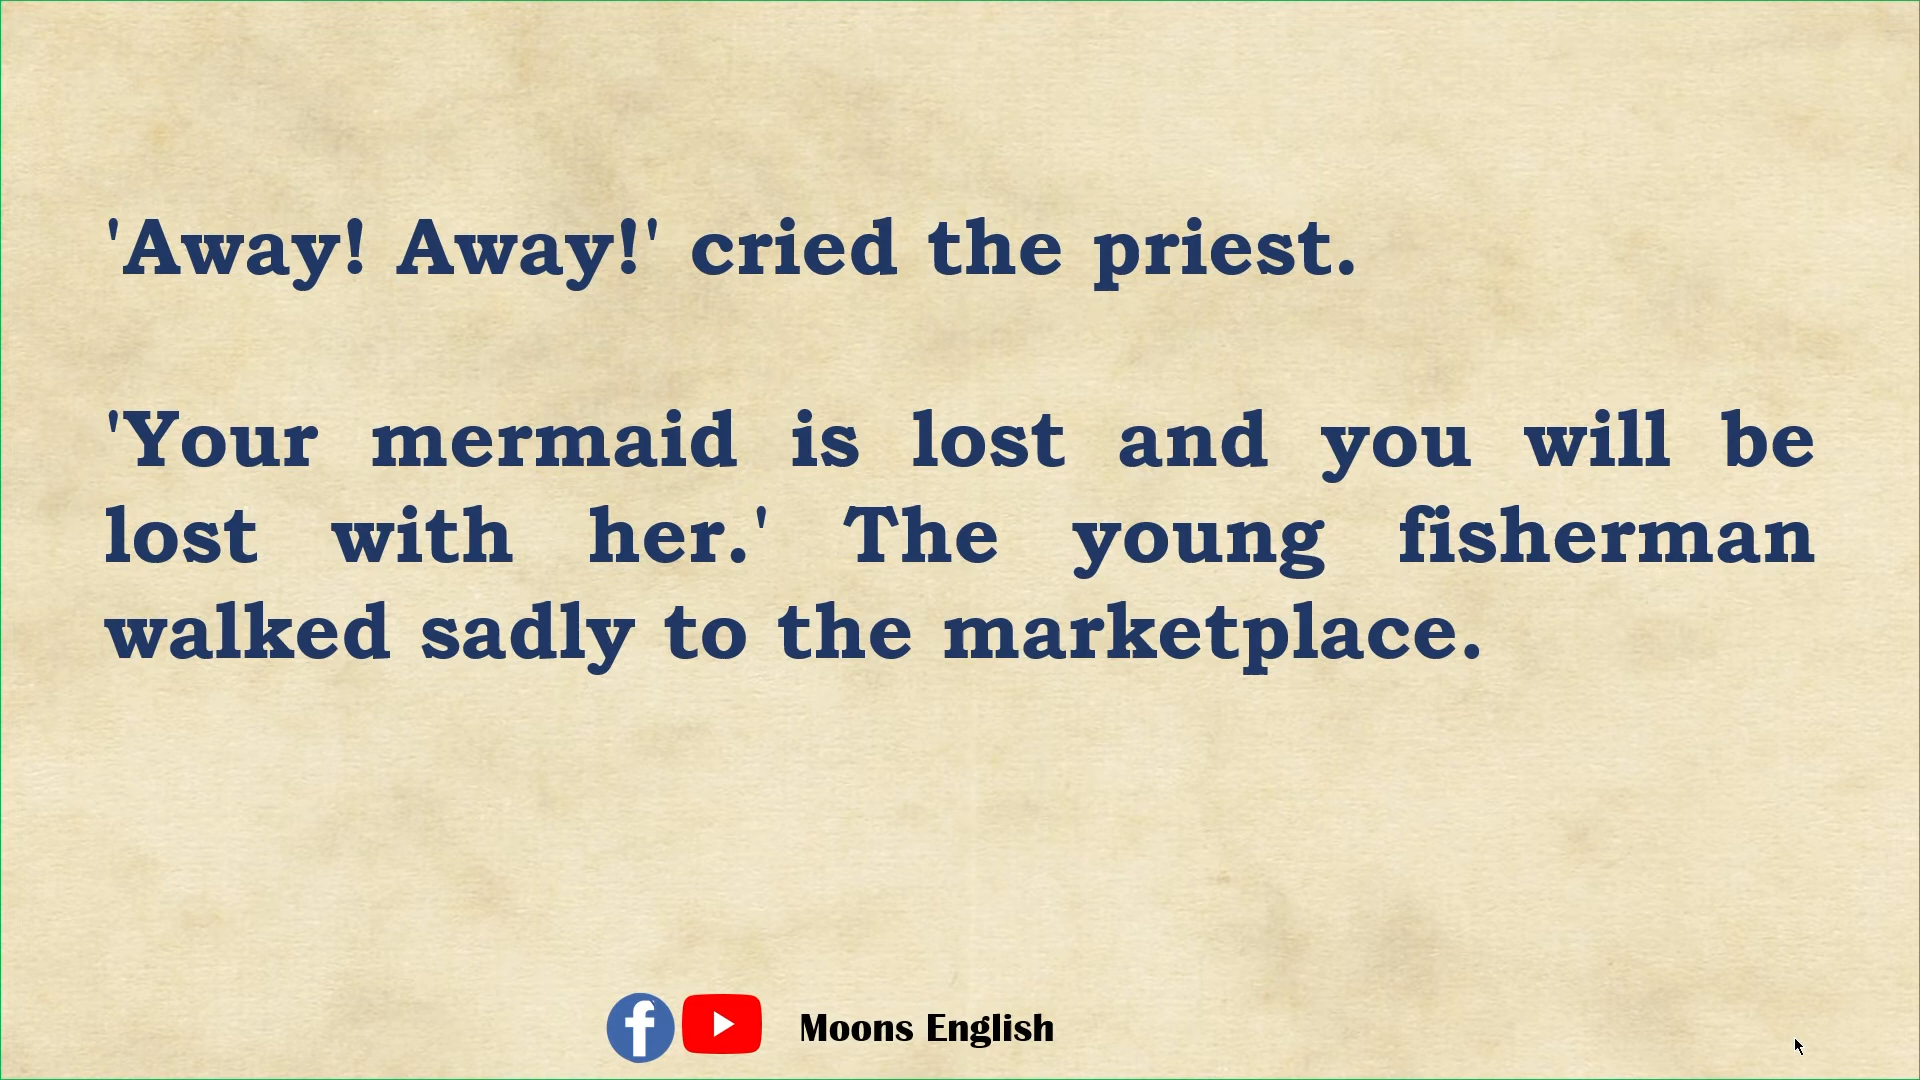 'Away! Away!' cried the priest.
'Your mermaid is lost and you will be
lost with her.' The young fisherman
walked sadly to the marketplace.
Moons English